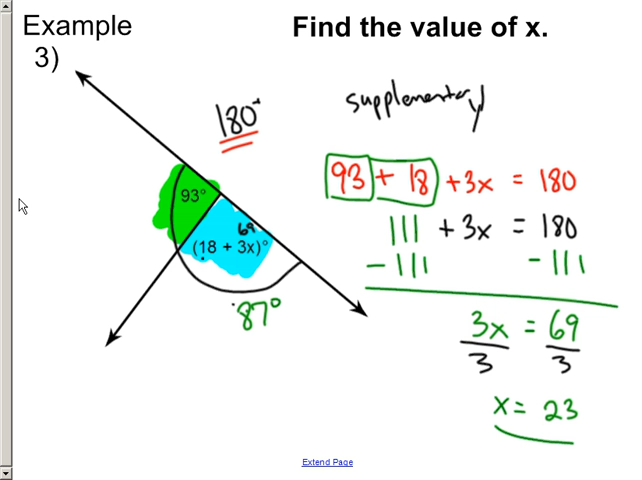 Example
3)
Find the value of x.
180°
supplementary
93 + 18 + 3x = 180
93°
69
(18 + 3x)°
111 + 3x = 180
- 111 - 111
87°
3x = 69
3 3
x = 23
Extend Page